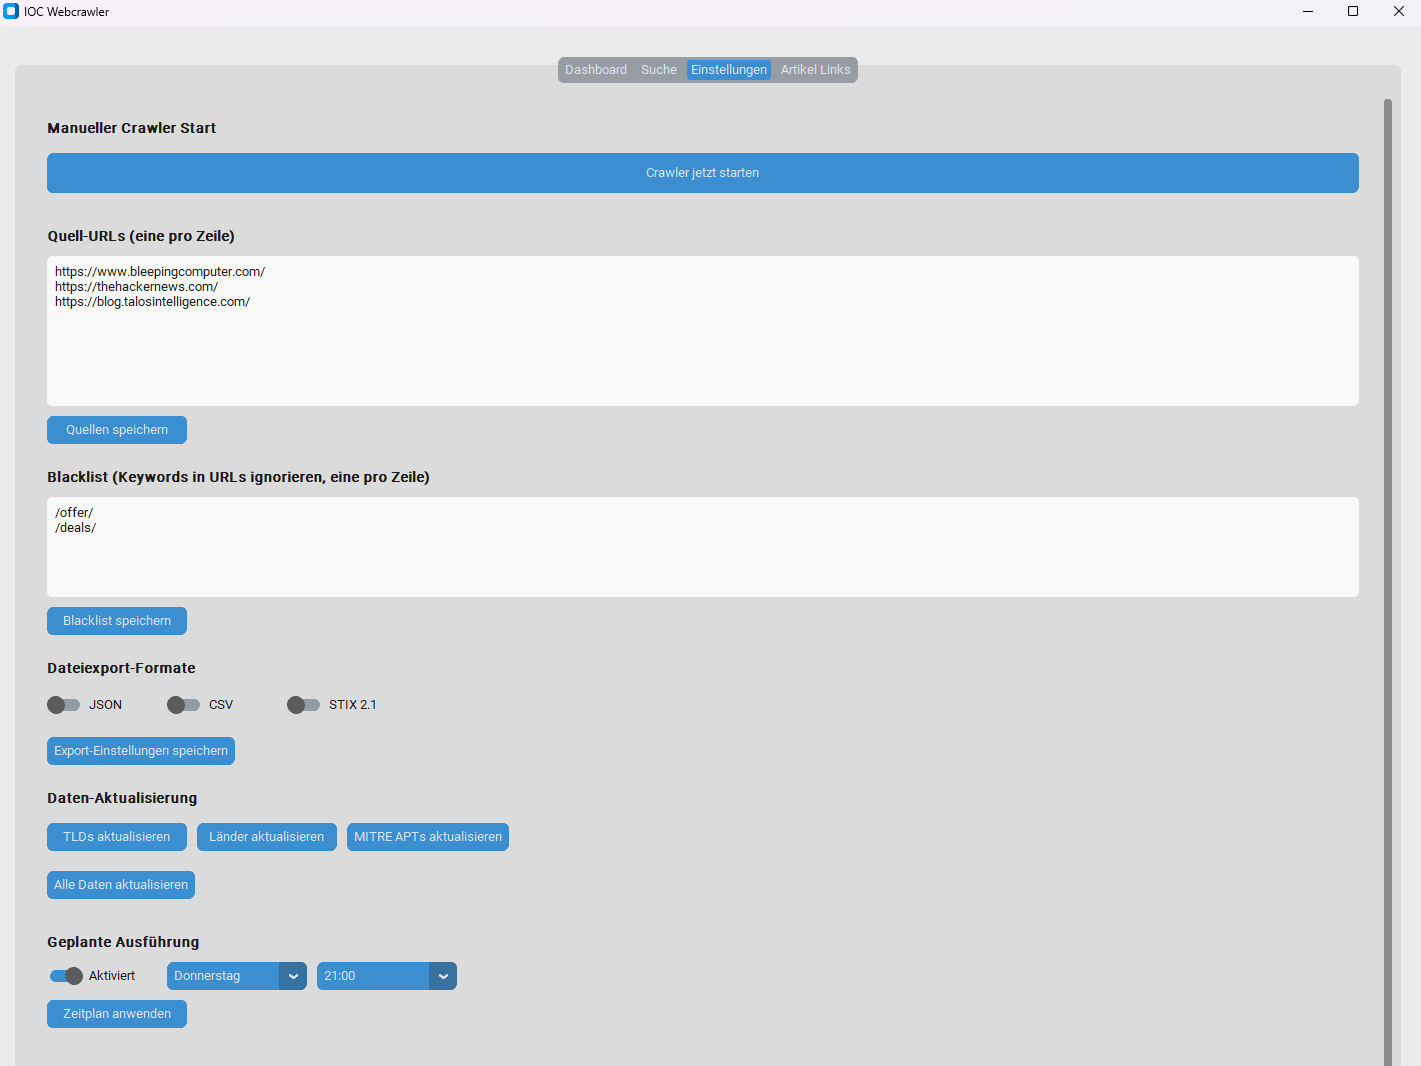 IOC Webcrawler
Dashboard Suche Einstellungen Artikel Links
Manueller Crawler Start
Crawler jetzt starten
Quell-URLs (eine pro Zeile)
https://www.bleepingcomputer.com/
https://thehackernews.com/
https://blog.talosintelligence.com/
Quellen speichern
Blacklist (Keywords in URLs ignorieren, eine pro Zeile)
/offer/
/deals/
Blacklist speichern
Dateiexport-Formate
JSON CSV STIX 2.1
Export-Einstellungen speichern
Daten-Aktualisierung
TLDs aktualisieren Länder aktualisieren MITRE APTs aktualisieren
Alle Daten aktualisieren
Geplante Ausführung
Aktiviert Donnerstag 21:00
Zeitplan anwenden